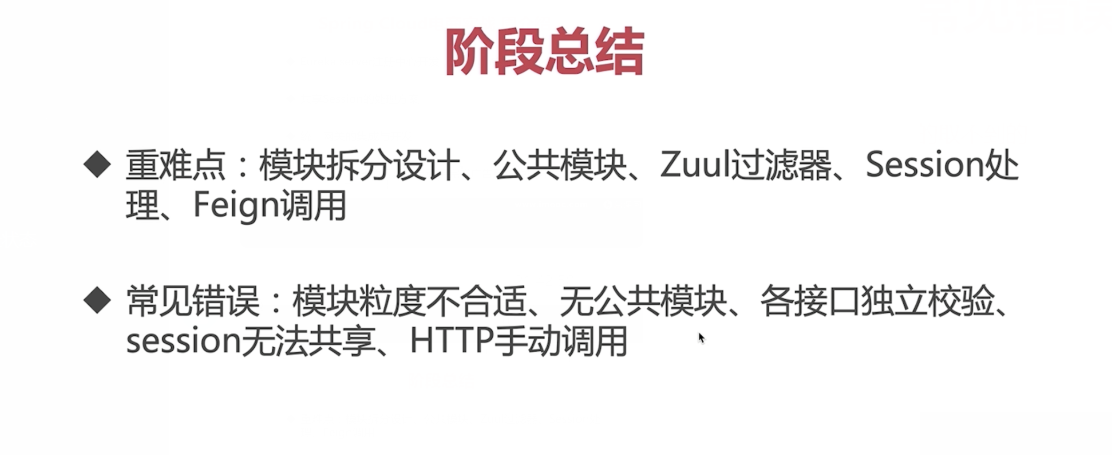 阶段总结
◆ 重难点：模块拆分设计、公共模块、Zuul过滤器、Session处
理、Feign调用
◆ 常见错误：模块粒度不合适、无公共模块、各接口独立校验、
session无法共享、HTTP手动调用